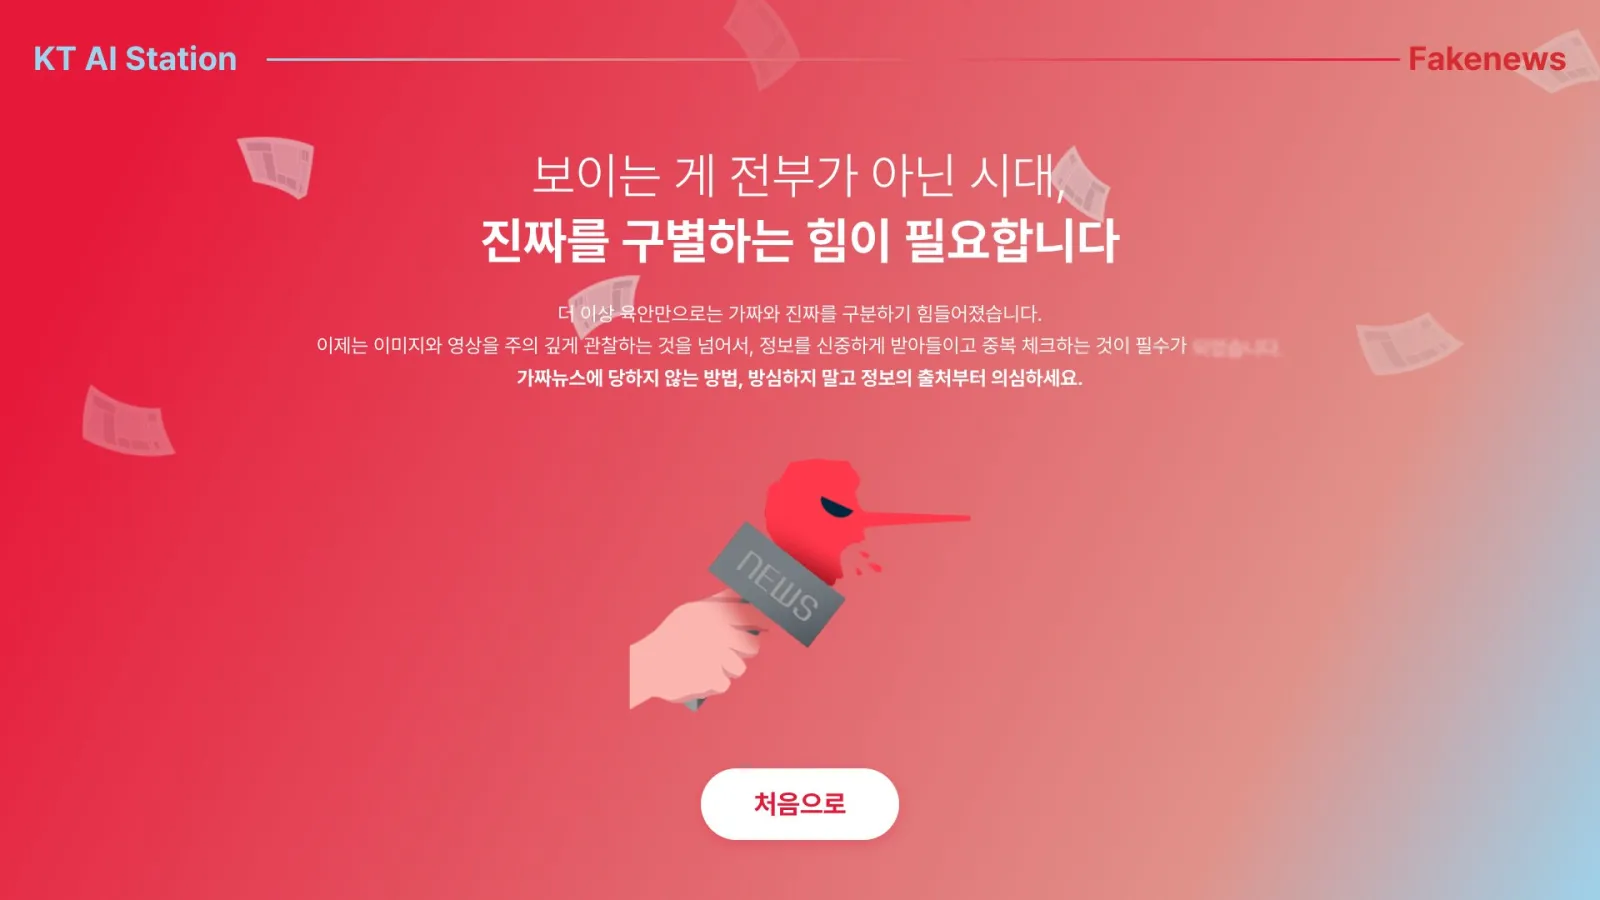 KT AI Station
Fakenews
보이는 게 전부가 아닌 시대,
진짜를 구별하는 힘이 필요합니다
더 이상 육안만으로는 가짜와 진짜를 구분하기 힘들어졌습니다.
이제는 이미지와 영상을 주의 깊게 관찰하는 것을 넘어서, 정보를 신중하게 받아들이고 중복 체크하는 것이 필수가
가짜뉴스에 당하지 않는 방법, 방심하지 말고 정보의 출처부터 의심하세요.
NEWS
처음으로